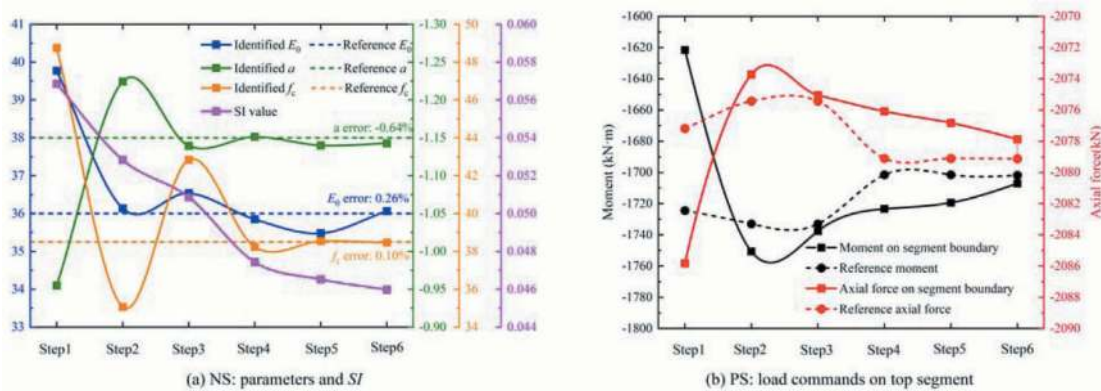 41
40
39
38
37
36
35
34
33
Identified E₀
Identified a
Identified f_c
SI value
Reference E₀
Reference a
Reference f_c
a error: -0.64%
E₀ error: 0.26%
f_c error: 0.10%
-1.30
-1.25
-1.20
-1.15
-1.10
-1.05
-1.00
-0.95
-0.90
50
48
46
44
42
40
38
36
34
0.060
0.058
0.056
0.054
0.052
0.050
0.048
0.046
0.044
Step1 Step2 Step3 Step4 Step5 Step6
(a) NS: parameters and SI
Moment (kN·m)
-1600
-1620
-1640
-1660
-1680
-1700
-1720
-1740
-1760
-1780
-1800
Moment on segment boundary
Reference moment
Axial force on segment boundary
Reference axial force
-2070
-2072
-2074
-2076
-2078
-2080
-2082
-2084
-2086
-2088
-2090
Axial force(kN)
Step1 Step2 Step3 Step4 Step5 Step6
(b) PS: load commands on top segment